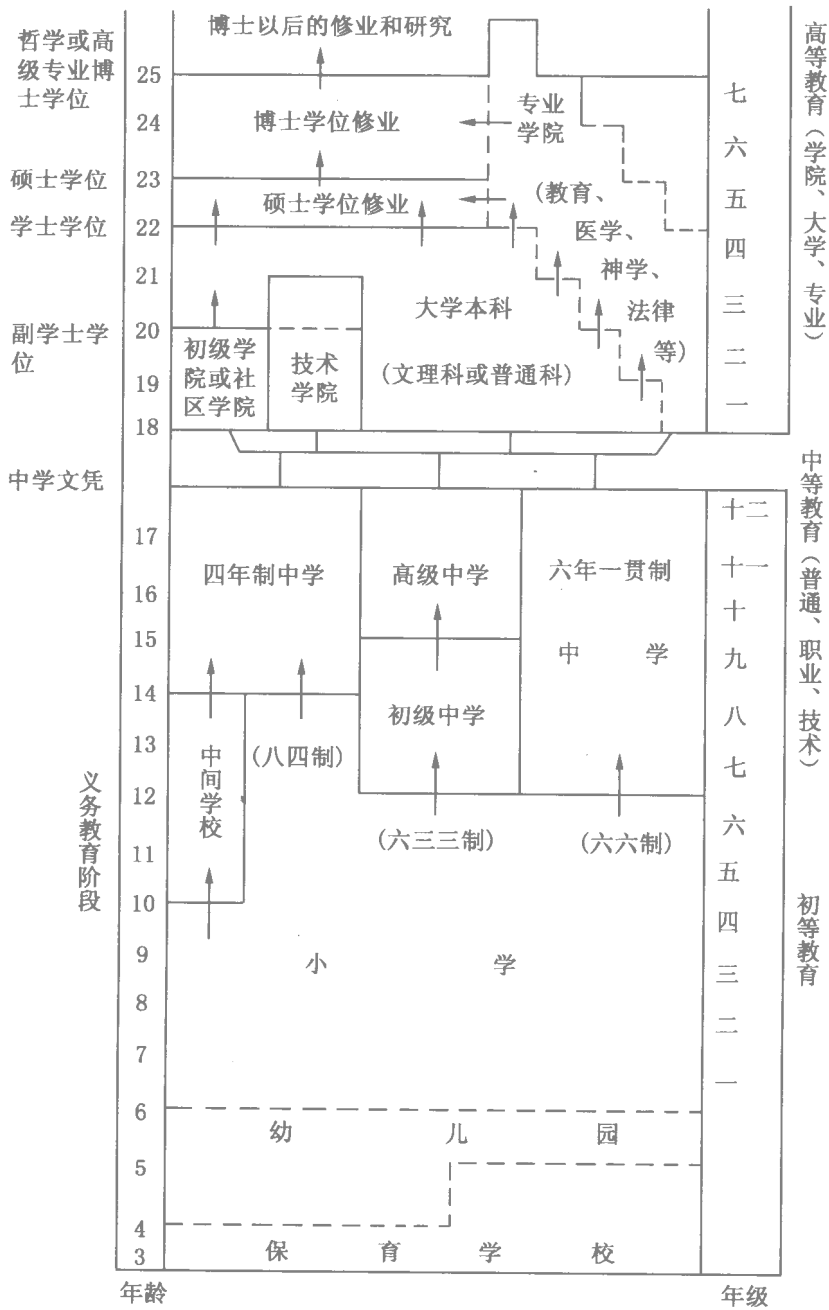 哲学或高
级专业博
士学位
硕士学位
学士学位
副学士学
位
中学文凭
义务教育阶段
25
24
23
22
21
20
19
18
17
16
15
14
13
12
11
10
9
8
7
6
5
4
3
年龄
博士以后的修业和研究
博士学位修业
专业
学院
硕士学位修业
(教育、
医学、
神学、
法律
等)
大学本科
(文理科或普通科)
初级学
院或社
区学院
技术
学院
四年制中学
高级中学
六年一贯制
中 学
初级中学
中间学校
(八四制)
(六三三制)
(六六制)
小 学
幼 儿 园
保 育 学 校
七
六
五
四
三
二
一
十二
十一
十
九
八
七
六
五
四
三
二
一
年级
高等教育(学院、大学、专业)
中等教育(普通、职业、技术)
初等教育